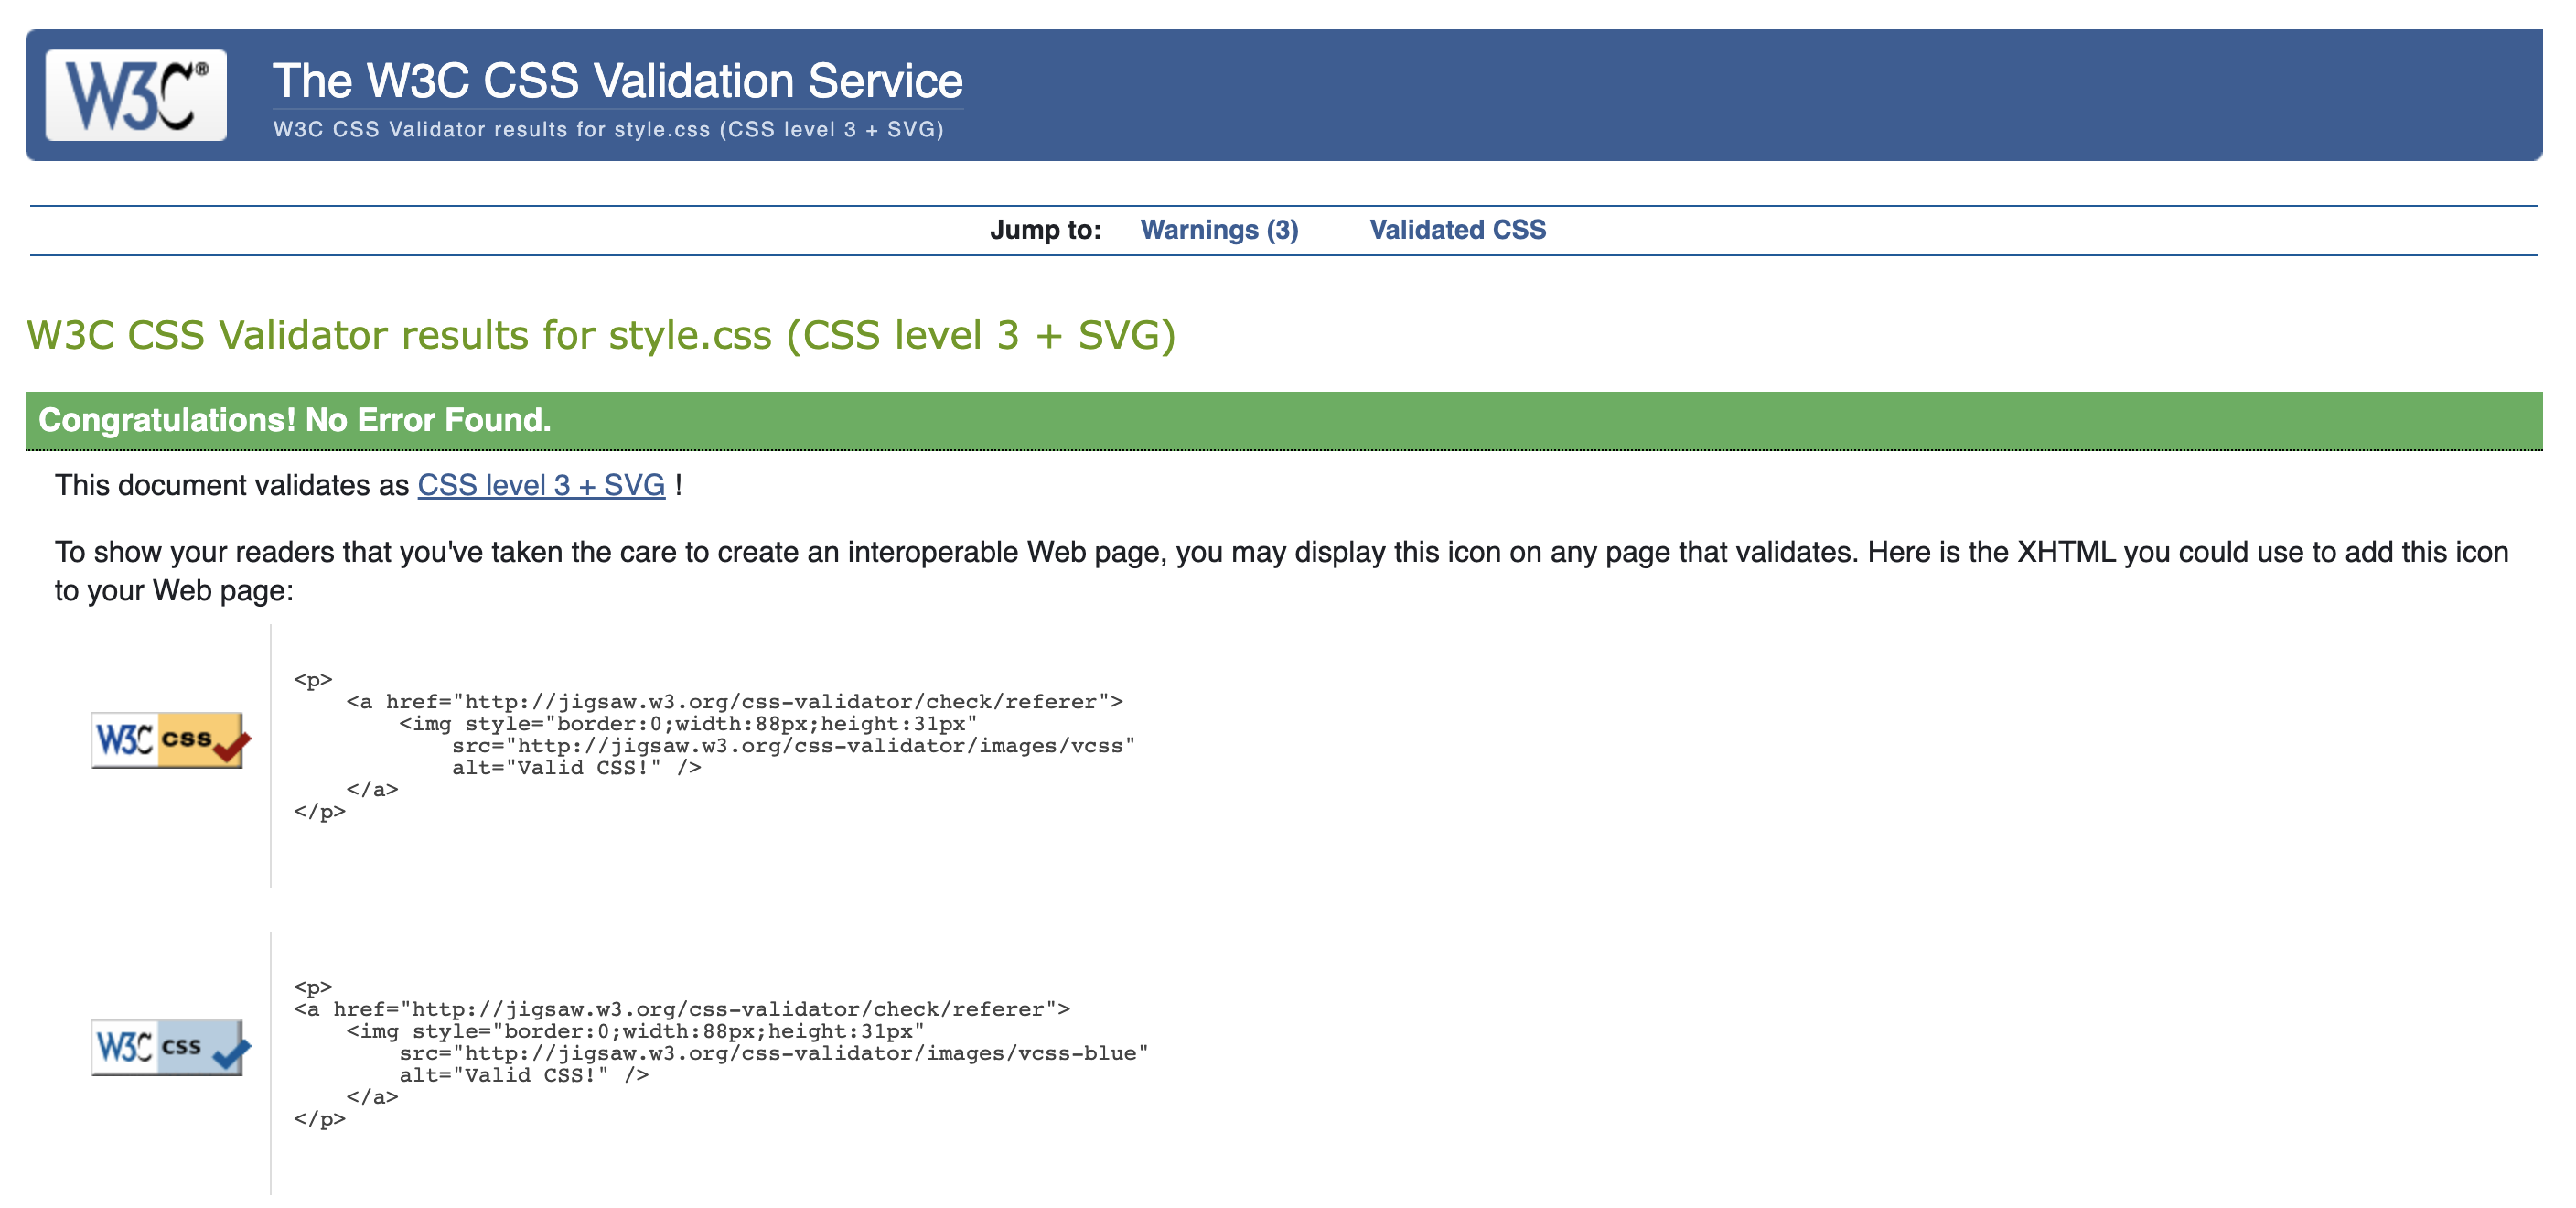 W3C®
The W3C CSS Validation Service
W3C CSS Validator results for style.css (CSS level 3 + SVG)
Jump to: Warnings (3) Validated CSS
W3C CSS Validator results for style.css (CSS level 3 + SVG)
Congratulations! No Error Found.
This document validates as CSS level 3 + SVG !
To show your readers that you've taken the care to create an interoperable Web page, you may display this icon on any page that validates. Here is the XHTML you could use to add this icon
to your Web page:
W3C css
<p>
    <a href="http://jigsaw.w3.org/css-validator/check/referer">
        <img style="border:0;width:88px;height:31px"
            src="http://jigsaw.w3.org/css-validator/images/vcss"
            alt="Valid CSS!" />
    </a>
</p>
W3C css
<p>
<a href="http://jigsaw.w3.org/css-validator/check/referer">
    <img style="border:0;width:88px;height:31px"
        src="http://jigsaw.w3.org/css-validator/images/vcss-blue"
        alt="Valid CSS!" />
    </a>
</p>